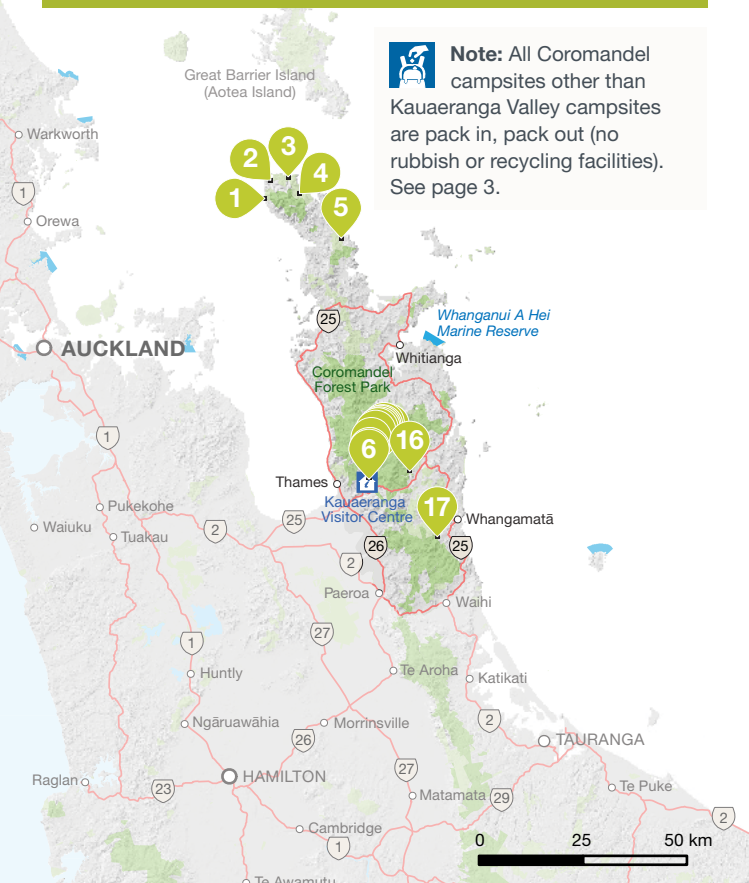 Note: All Coromandel
campsites other than
Kauaeranga Valley campsites
are pack in, pack out (no
rubbish or recycling facilities).
See page 3.
Great Barrier Island
(Aotea Island)
Warkworth
2
3
4
1
5
1
Orewa
25
Whanganui A Hei
Marine Reserve
AUCKLAND
Whitianga
Coromandel
Forest Park
1
6
16
Thames
Kauaeranga
Visitor Centre
17
Pukekohe
Whangamatā
Waiuku
Tuakau
2
25
26
25
2
Paeroa
Waihi
27
1
Te Aroha
Huntly
Katikati
2
Ngāruawāhia
Morrinsville
26
TAURANGA
27
Raglan
HAMILTON
23
Te Puke
Matamata
29
2
Cambridge
1
0 25 50 km
Te Awamutu